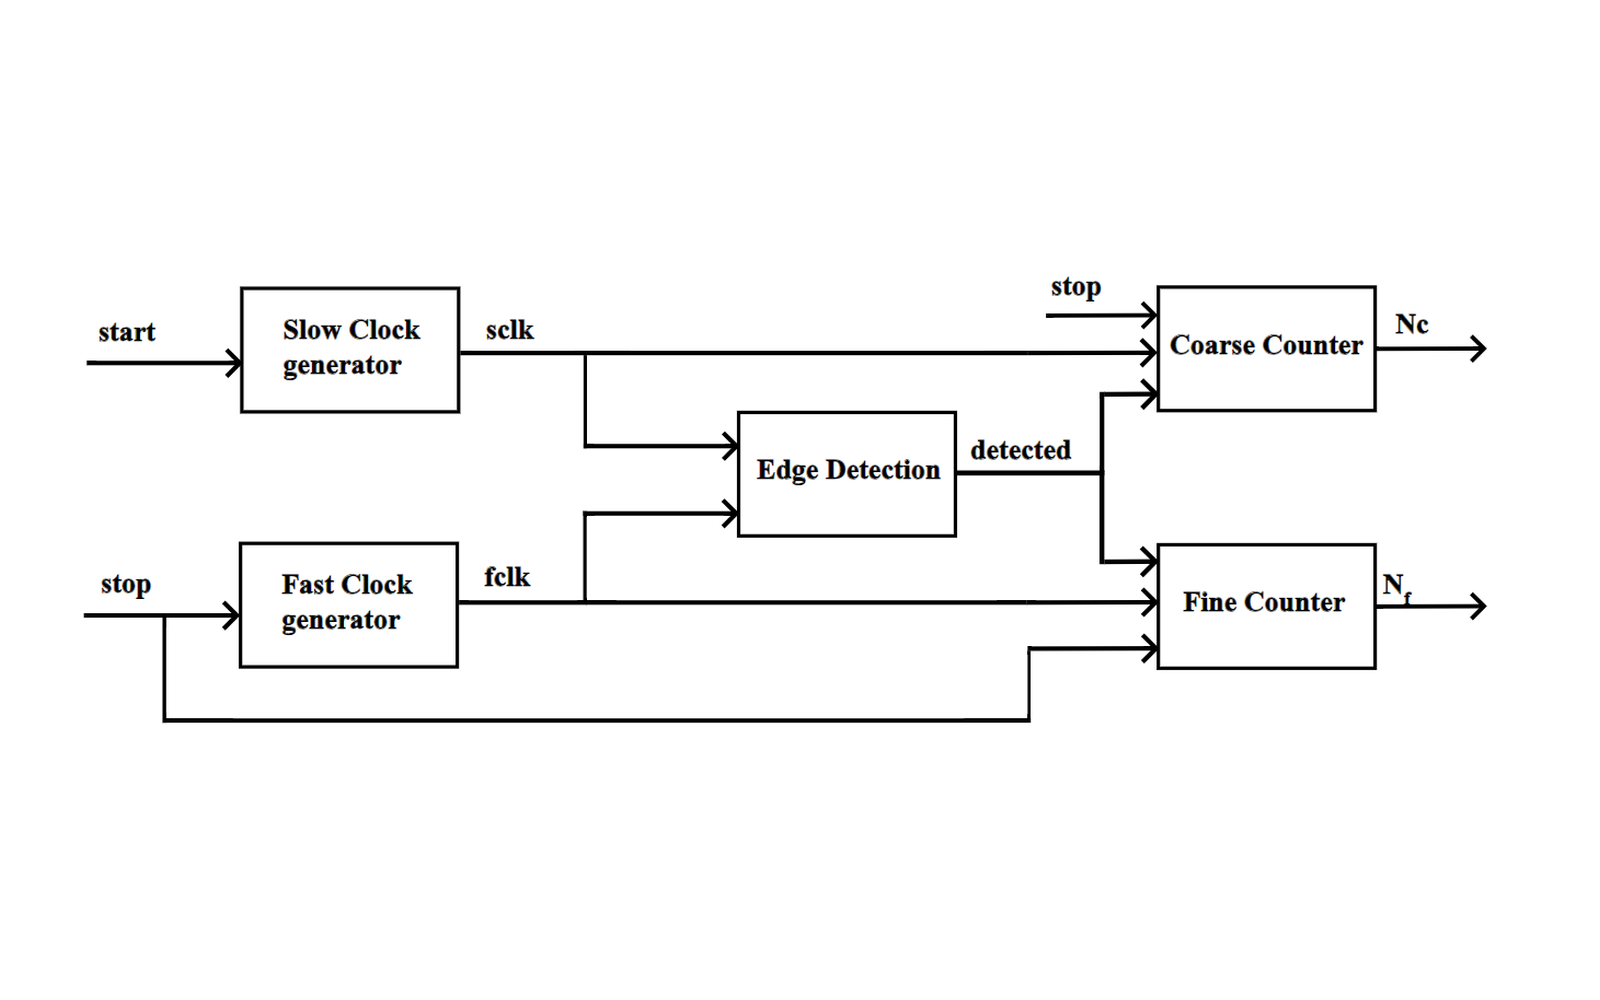 stop
start
Slow Clock
generator
sclk
Coarse Counter
Nc
Edge Detection
detected
stop
Fast Clock
generator
fclk
Fine Counter
Nf